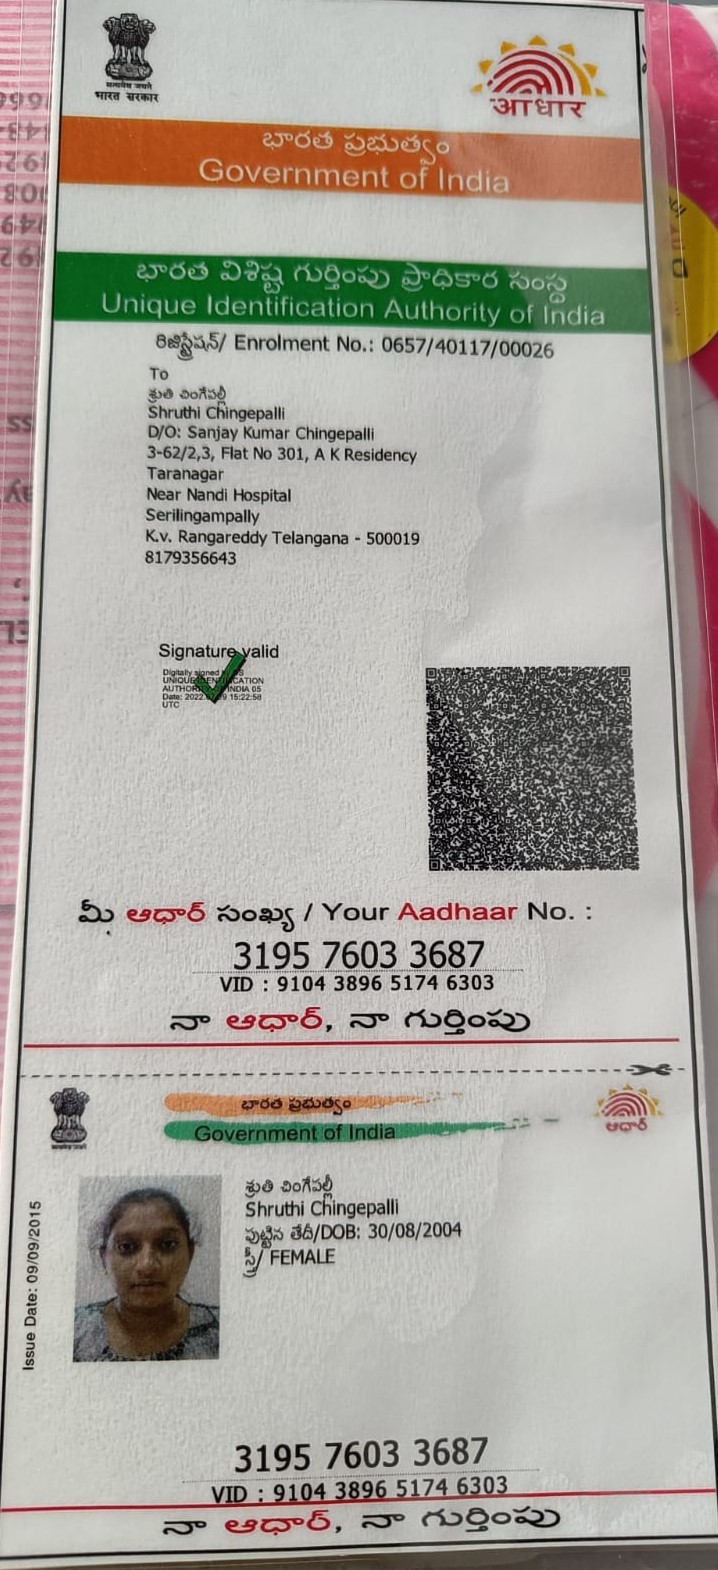 सत्यमेव जयते
भारत सरकार
आधार
భారత ప్రభుత్వం
Government of India
భారత విశిష్ట గుర్తింపు ప్రాధికార సంస్థ
Unique Identification Authority of India
రిజిస్ట్రేషన్/ Enrolment No.: 0657/40117/00026
To
శ్రుతి చింగేపల్లి
Shruthi Chingepalli
D/O: Sanjay Kumar Chingepalli
3-62/2,3, Flat No 301, A K Residency
Taranagar
Near Nandi Hospital
Serilingampally
K.v. Rangareddy Telangana - 500019
8179356643
Signature valid
Digitally signed
UNIQUE IDENTIFICATION
AUTHORITY OF INDIA 05
15:22:58
UTC
మీ ఆధార్ సంఖ్య / Your Aadhaar No. :
3195 7603 3687
VID : 9104 3896 5174 6303
నా ఆధార్, నా గుర్తింపు
భారత ప్రభుత్వం
Government of India
ఆధార్
Issue Date: 09/09/2015
శ్రుతి చింగేపల్లి
Shruthi Chingepalli
పుట్టిన తేదీ/DOB: 30/08/2004
స్త్రీ/ FEMALE
3195 7603 3687
VID : 9104 3896 5174 6303
నా ఆధార్, నా గుర్తింపు